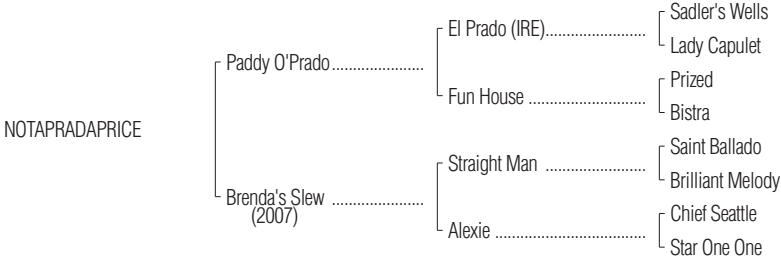 Sadler's Wells
El Prado (IRE)......................
Lady Capulet
Paddy O'Prado....................
Prized
Fun House ..........................
Bistra
NOTAPRADAPRICE
Saint Ballado
Straight Man ......................
Brilliant Melody
Brenda's Slew ....................
(2007)
Chief Seattle
Alexie .................................
Star One One